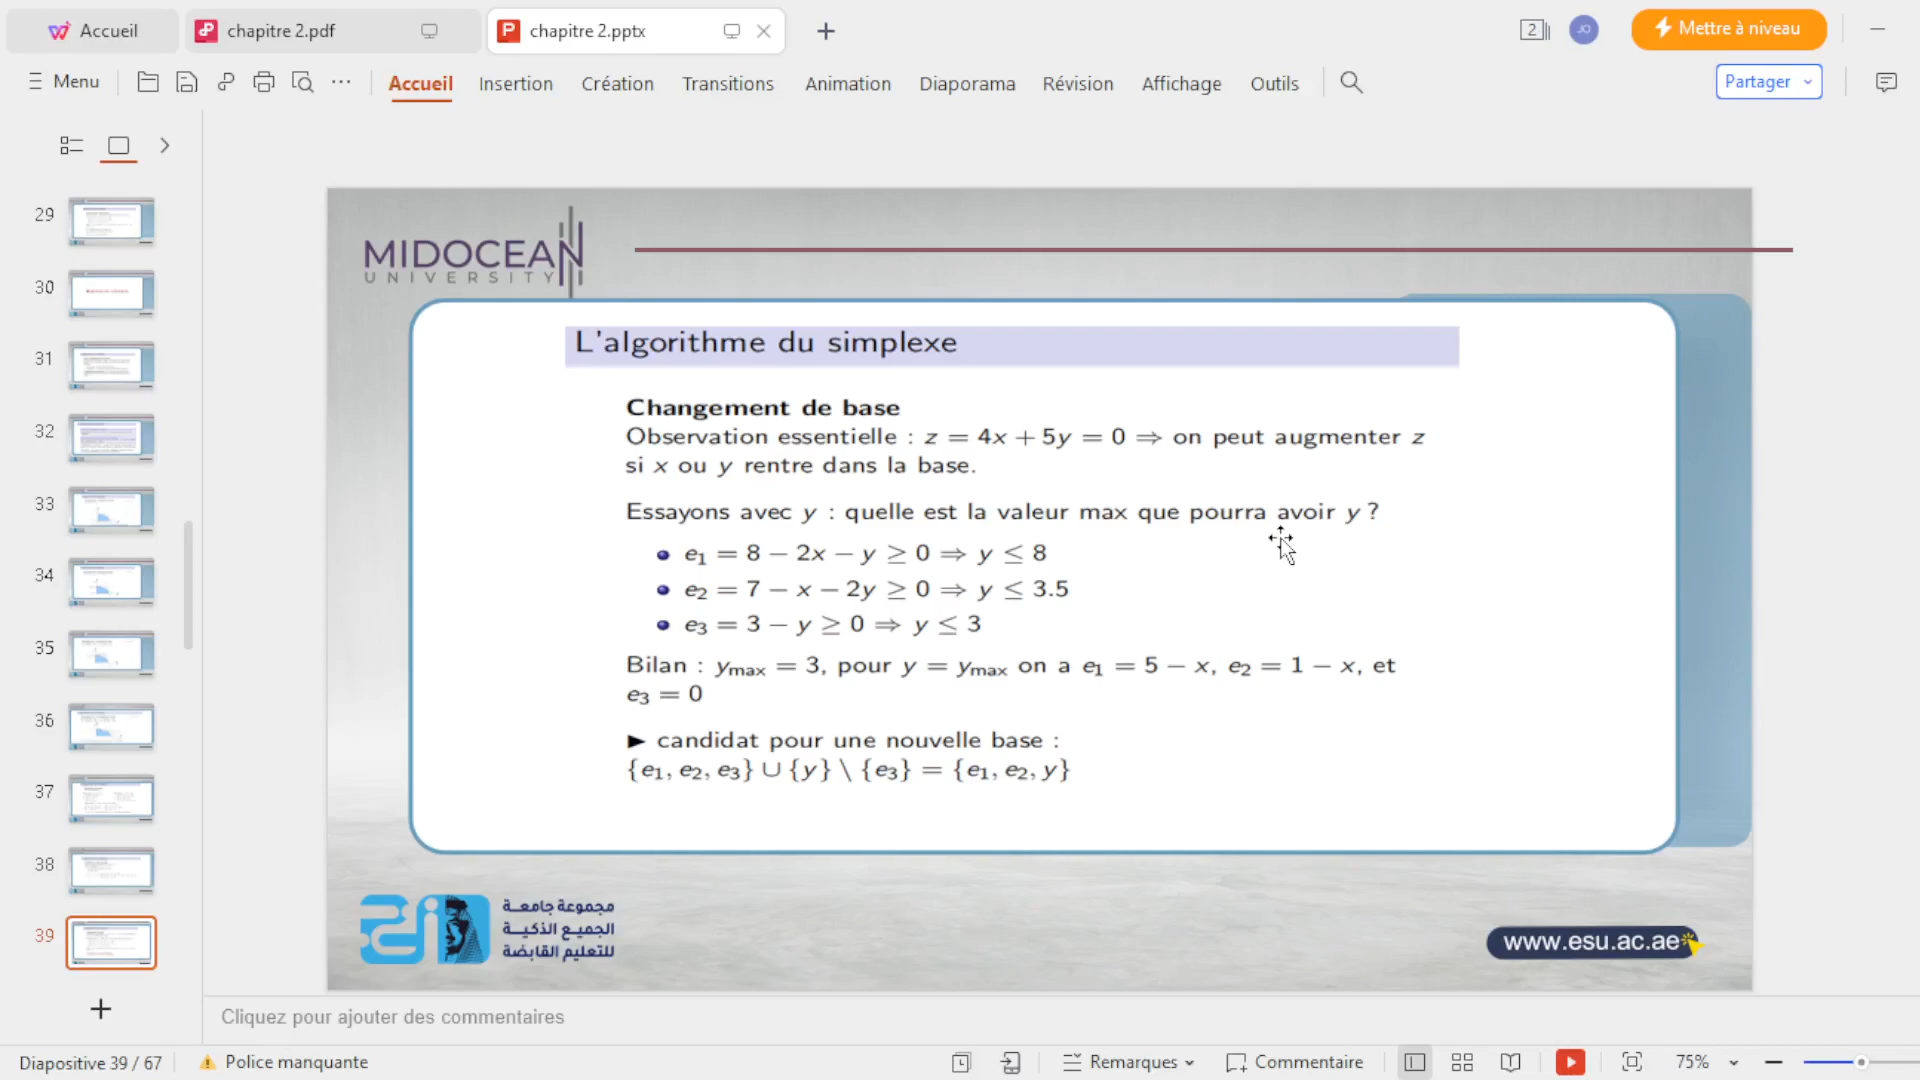 Accueil
chapitre 2.pdf
chapitre 2.pptx
2
JO
Mettre à niveau
Menu
Accueil
Insertion
Création
Transitions
Animation
Diaporama
Révision
Affichage
Outils
Partager
29
30
31
32
33
34
35
36
37
38
39
MIDOCEAN
UNIVERSITY
L'algorithme du simplexe
Changement de base
Observation essentielle : z = 4x + 5y = 0 ⇒ on peut augmenter z
si x ou y rentre dans la base.
Essayons avec y : quelle est la valeur max que pourra avoir y ?
e₁ = 8 − 2x − y ≥ 0 ⇒ y ≤ 8
e₂ = 7 − x − 2y ≥ 0 ⇒ y ≤ 3.5
e₃ = 3 − y ≥ 0 ⇒ y ≤ 3
Bilan : ymax = 3, pour y = ymax on a e₁ = 5 − x, e₂ = 1 − x, et
e₃ = 0
► candidat pour une nouvelle base :
{e₁, e₂, e₃} ∪ {y} \ {e₃} = {e₁, e₂, y}
مجموعة جامعة
الجميع الذكية
للتعليم القابضة
www.esu.ac.ae
Cliquez pour ajouter des commentaires
Diapositive 39 / 67
Police manquante
Remarques
Commentaire
75%